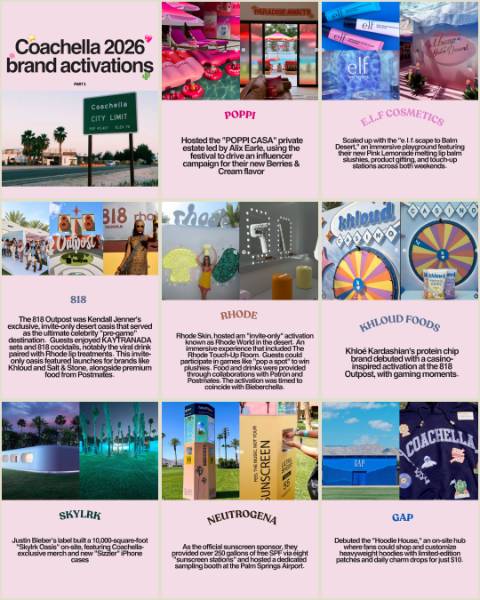 Coachella 2026
brand activations
PART 2
Coachella
CITY LIMIT
PARADISE AWAITS
POPPI
Hosted the "POPPI CASA" private
estate led by Alix Earle, using the
festival to drive an influencer
campaign for their new Berries &
Cream flavor
elf
elf
E.L.F COSMETICS
Scaled up with the "e.l.f. scape to Balm
Desert," an immersive playground featuring
their new Pink Lemonade melting lip balm
slushies, product gifting, and touch-up
stations across both weekends.
Outpost
818
818
The 818 Outpost was Kendall Jenner's
exclusive, invite-only desert oasis that served
as the ultimate celebrity "pre-game"
destination. Guests enjoyed KAYTRANADA
sets and 818 cocktails, notably the viral drink
paired with Rhode lip treatments. This invite-
only oasis featured launches for brands like
Khloud and Salt & Stone, alongside premium
food from Postmates.
rhode
RHODE
Rhode Skin, hosted am "invite-only" activation
known as Rhode World in the desert. An
immersive experience that included The
Rhode Touch-Up Room. Guests could
participate in games like "pop a spot" to win
plushies. Food and drinks were provided
through collaborations with Patrón and
Postmates. The activation was timed to
coincide with Bieberchella.
khloud
CASINO
CASINO
KHLOUD FOODS
Khloé Kardashian's protein chip
brand debuted with a casino-
inspired activation at the 818
Outpost, with gaming moments.
SKYLRK
Justin Bieber's label built a 10,000-square-foot
"Skylrk Oasis" on-site, featuring Coachella-
exclusive merch and new "Sizzler" iPhone
cases
SUNSCREEN
NEUTROGENA
As the official sunscreen sponsor, they
provided over 250 gallons of free SPF via eight
"sunscreen stations" and hosted a dedicated
sampling booth at the Palm Springs Airport.
GAP
COACHELLA
GAP
Debuted the "Hoodie House," an on-site hub
where fans could shop and customize
heavyweight hoodies with limited-edition
patches and daily charm drops for just $10.